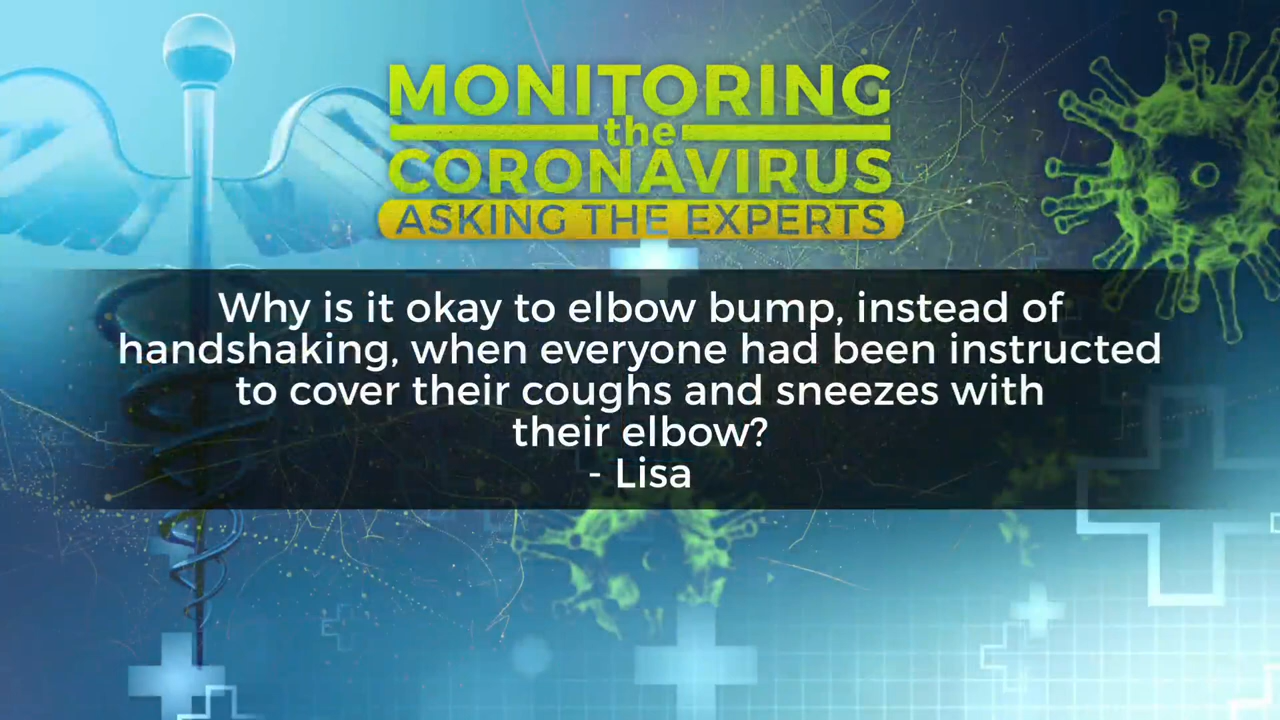 MONITORING
the
CORONAVIRUS
ASKING THE EXPERTS
Why is it okay to elbow bump, instead of
handshaking, when everyone had been instructed
to cover their coughs and sneezes with
their elbow?
- Lisa